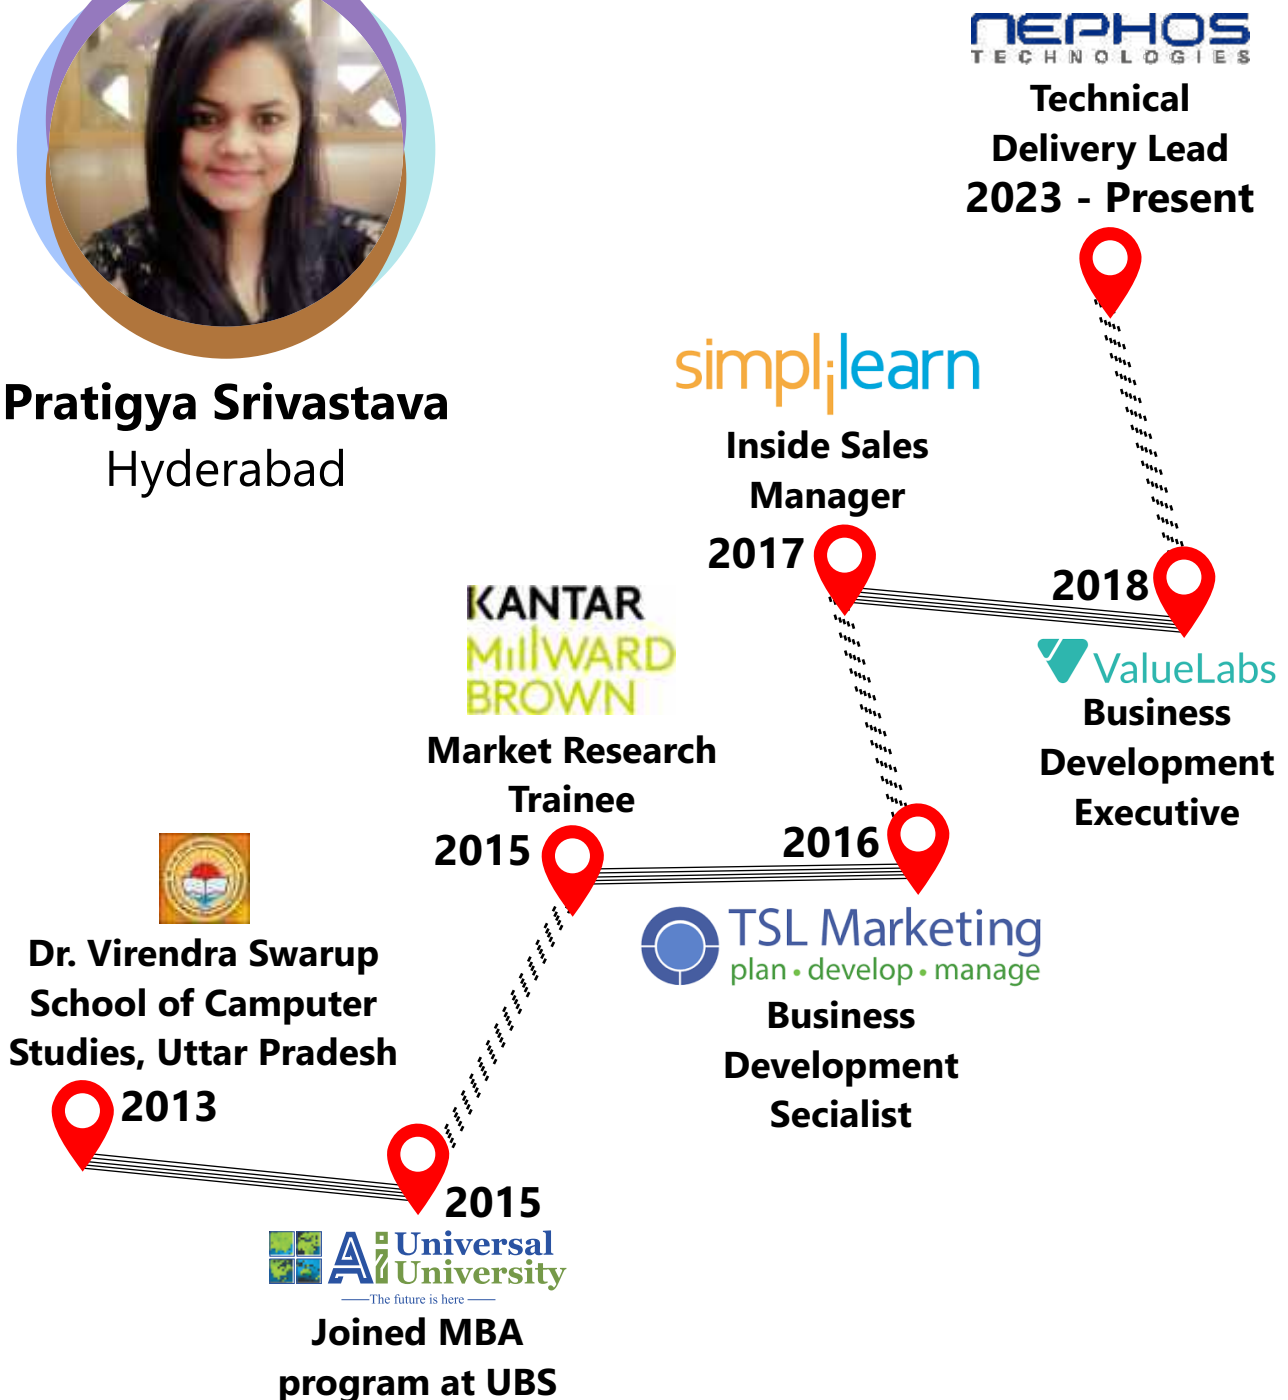 NEPHOS
TECHNOLOGIES
Technical
Delivery Lead
2023 - Present
Pratigya Srivastava
Hyderabad
simplilearn
Inside Sales
Manager
2017
2018
ValueLabs
Business
Development
Executive
KANTAR
MillWARD
BROWN
Market Research
Trainee
2015
2016
TSL Marketing
plan • develop • manage
Business
Development
Secialist
Dr. Virendra Swarup
School of Camputer
Studies, Uttar Pradesh
2013
2015
Ai Universal
University
The future is here
Joined MBA
program at UBS